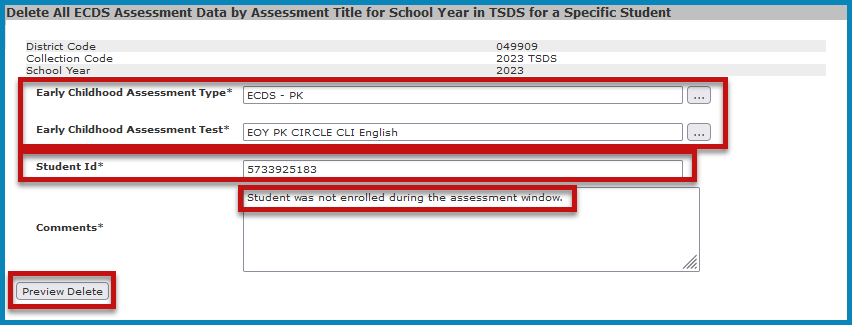 Delete All ECDS Assessment Data by Assessment Title for School Year in TSDS for a Specific Student
District Code 049909
Collection Code 2023 TSDS
School Year 2023
Early Childhood Assessment Type* ECDS - PK ...
Early Childhood Assessment Test* EOY PK CIRCLE CLI English ...
Student Id* 5733925183
Student was not enrolled during the assessment window.
Comments*
Preview Delete